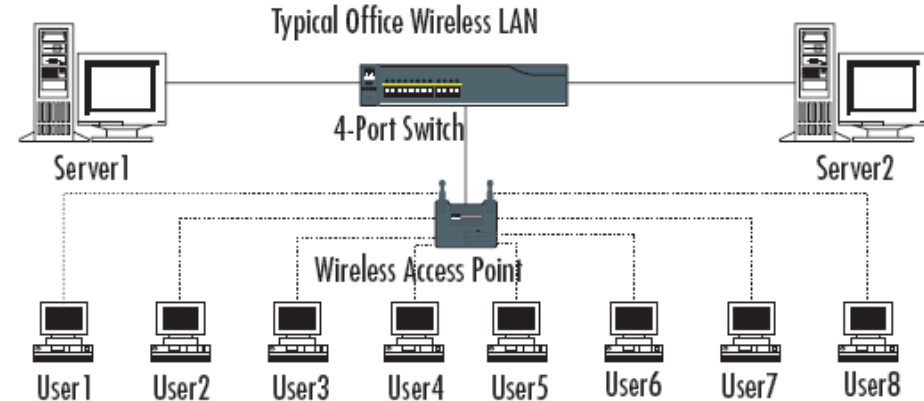 Typical Office Wireless LAN
4-Port Switch
Server1
Server2
Wireless Access Point
User1
User2
User3
User4
User5
User6
User7
User8